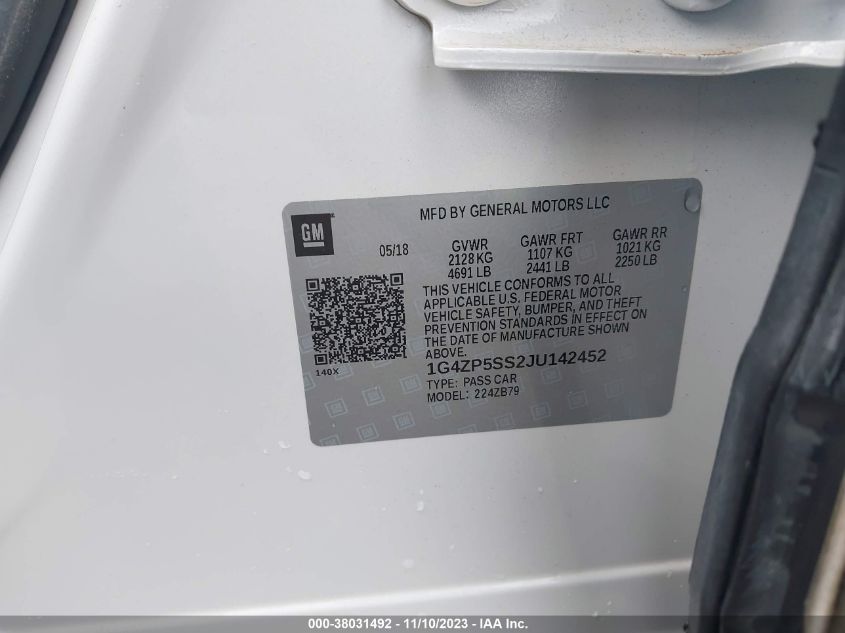 MFD BY GENERAL MOTORS LLC
GM
05/18
GVWR
2128 KG
4691 LB
GAWR FRT
1107 KG
2441 LB
GAWR RR
1021 KG
2250 LB
THIS VEHICLE CONFORMS TO ALL
APPLICABLE U.S. FEDERAL MOTOR
VEHICLE SAFETY, BUMPER, AND THEFT
PREVENTION STANDARDS IN EFFECT ON
THE DATE OF MANUFACTURE SHOWN
ABOVE.
140X
1G4ZP5SS2JU142452
TYPE: PASS CAR
MODEL: 224ZB79
000-38031492 - 11/10/2023 - IAA Inc.